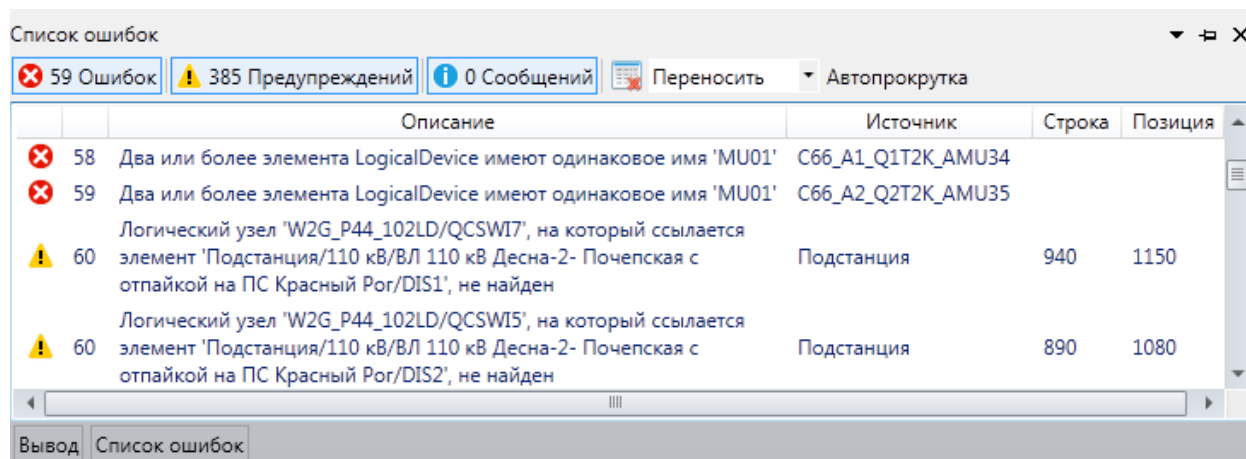 Список ошибок
59 Ошибок 385 Предупреждений 0 Сообщений Переносить Автопрокрутка
Описание Источник Строка Позиция
58 Два или более элемента LogicalDevice имеют одинаковое имя 'MU01' C66_A1_Q1T2K_AMU34
59 Два или более элемента LogicalDevice имеют одинаковое имя 'MU01' C66_A2_Q2T2K_AMU35
Логический узел 'W2G_P44_102LD/QCSWI7', на который ссылается
60 элемент 'Подстанция/110 кВ/ВЛ 110 кВ Десна-2- Почепская с Подстанция 940 1150
отпайкой на ПС Красный Рог/DIS1', не найден
Логический узел 'W2G_P44_102LD/QCSWI5', на который ссылается
60 элемент 'Подстанция/110 кВ/ВЛ 110 кВ Десна-2- Почепская с Подстанция 890 1080
отпайкой на ПС Красный Рог/DIS2', не найден
Вывод Список ошибок